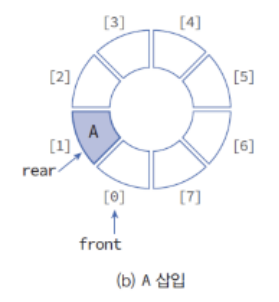 [3] [4]
[2] [5]
A
[1] [6]
rear
[0] [7]
front
(b) A 삽입